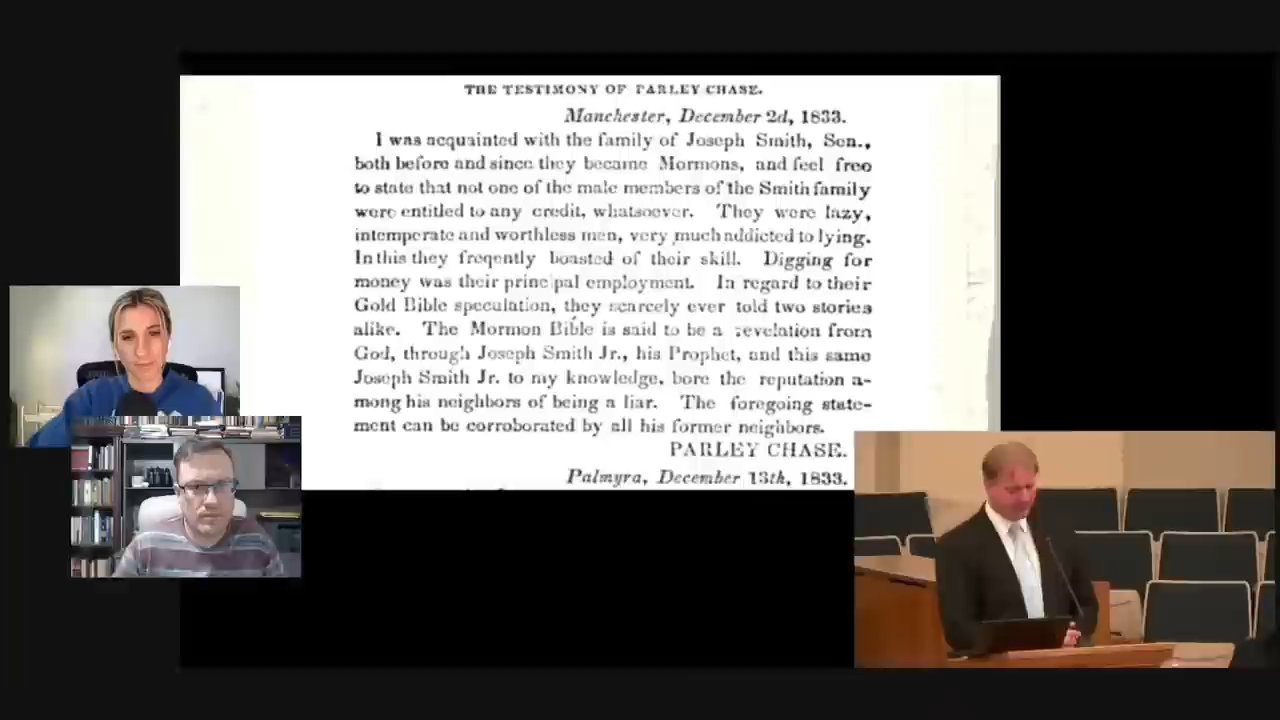 THE TESTIMONY OF PARLEY CHASE.
Manchester, December 2d, 1833.
I was acquainted with the family of Joseph Smith, Sen.,
both before and since they became Mormons, and feel free
to state that not one of the male members of the Smith family
were entitled to any credit, whatsoever. They were lazy,
intemperate and worthless men, very much addicted to lying.
In this they freqently boasted of their skill. Digging for
money was their principal employment. In regard to their
Gold Bible speculation, they scarcely ever told two stories
alike. The Mormon Bible is said to be a revelation from
God, through Joseph Smith Jr., his Prophet, and this same
Joseph Smith Jr. to my knowledge, bore the reputation a-
mong his neighbors of being a liar. The foregoing state-
ment can be corroborated by all his former neighbors.
PARLEY CHASE.
Palmyra, December 13th, 1833.